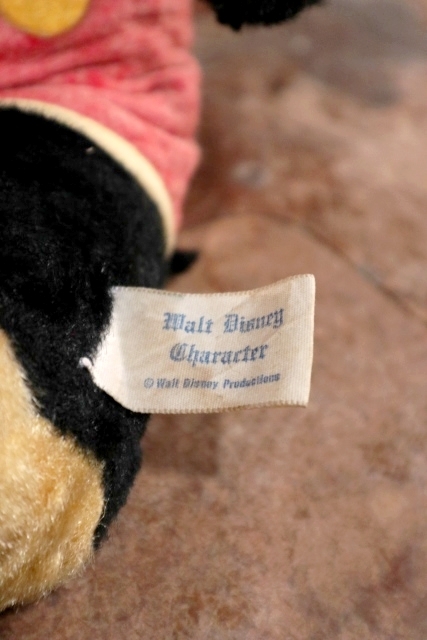 Walt Disney
Character
© Walt Disney Productions